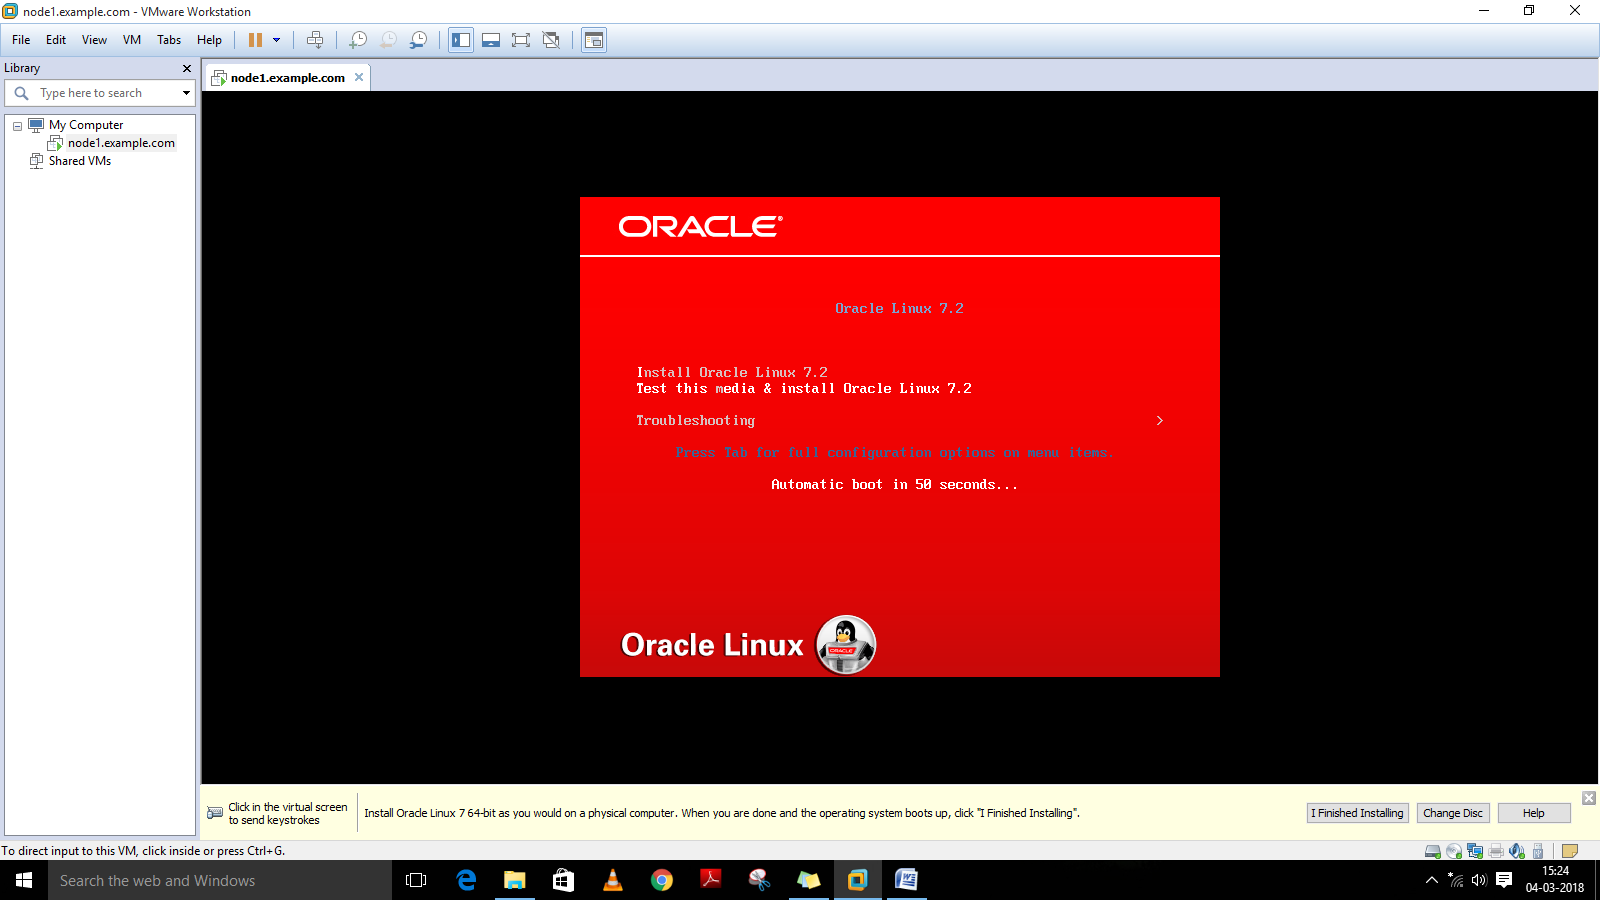 node1.example.com - VMware Workstation
File Edit View VM Tabs Help
Library
node1.example.com
Type here to search
My Computer
node1.example.com
Shared VMs
ORACLE®
Oracle Linux 7.2
Install Oracle Linux 7.2
Test this media & install Oracle Linux 7.2
Troubleshooting >
Press Tab for full configuration options on menu items.
Automatic boot in 50 seconds...
Oracle Linux
ORACLE
Click in the virtual screen
to send keystrokes
Install Oracle Linux 7 64-bit as you would on a physical computer. When you are done and the operating system boots up, click "I Finished Installing".
I Finished Installing Change Disc Help
To direct input to this VM, click inside or press Ctrl+G.
Search the web and Windows
15:24
04-03-2018